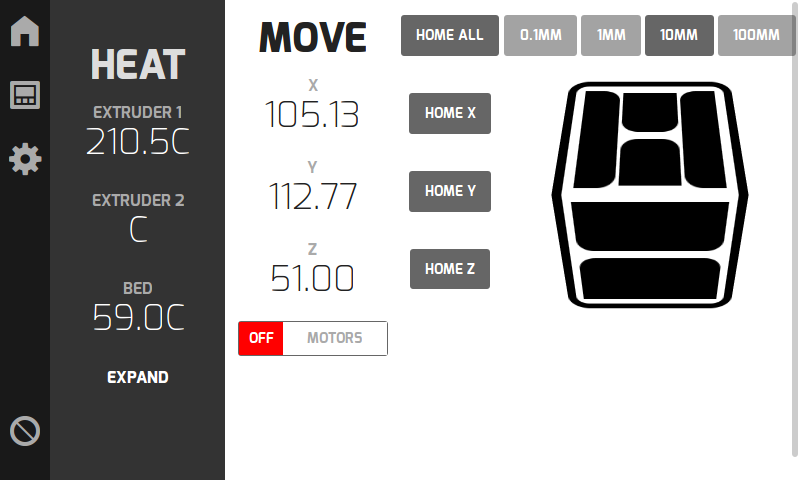 HEAT
EXTRUDER 1
210.5C
EXTRUDER 2
C
BED
59.0C
EXPAND
MOVE
HOME ALL
0.1MM
1MM
10MM
100MM
X
105.13
HOME X
Y
112.77
HOME Y
Z
51.00
HOME Z
OFF
MOTORS